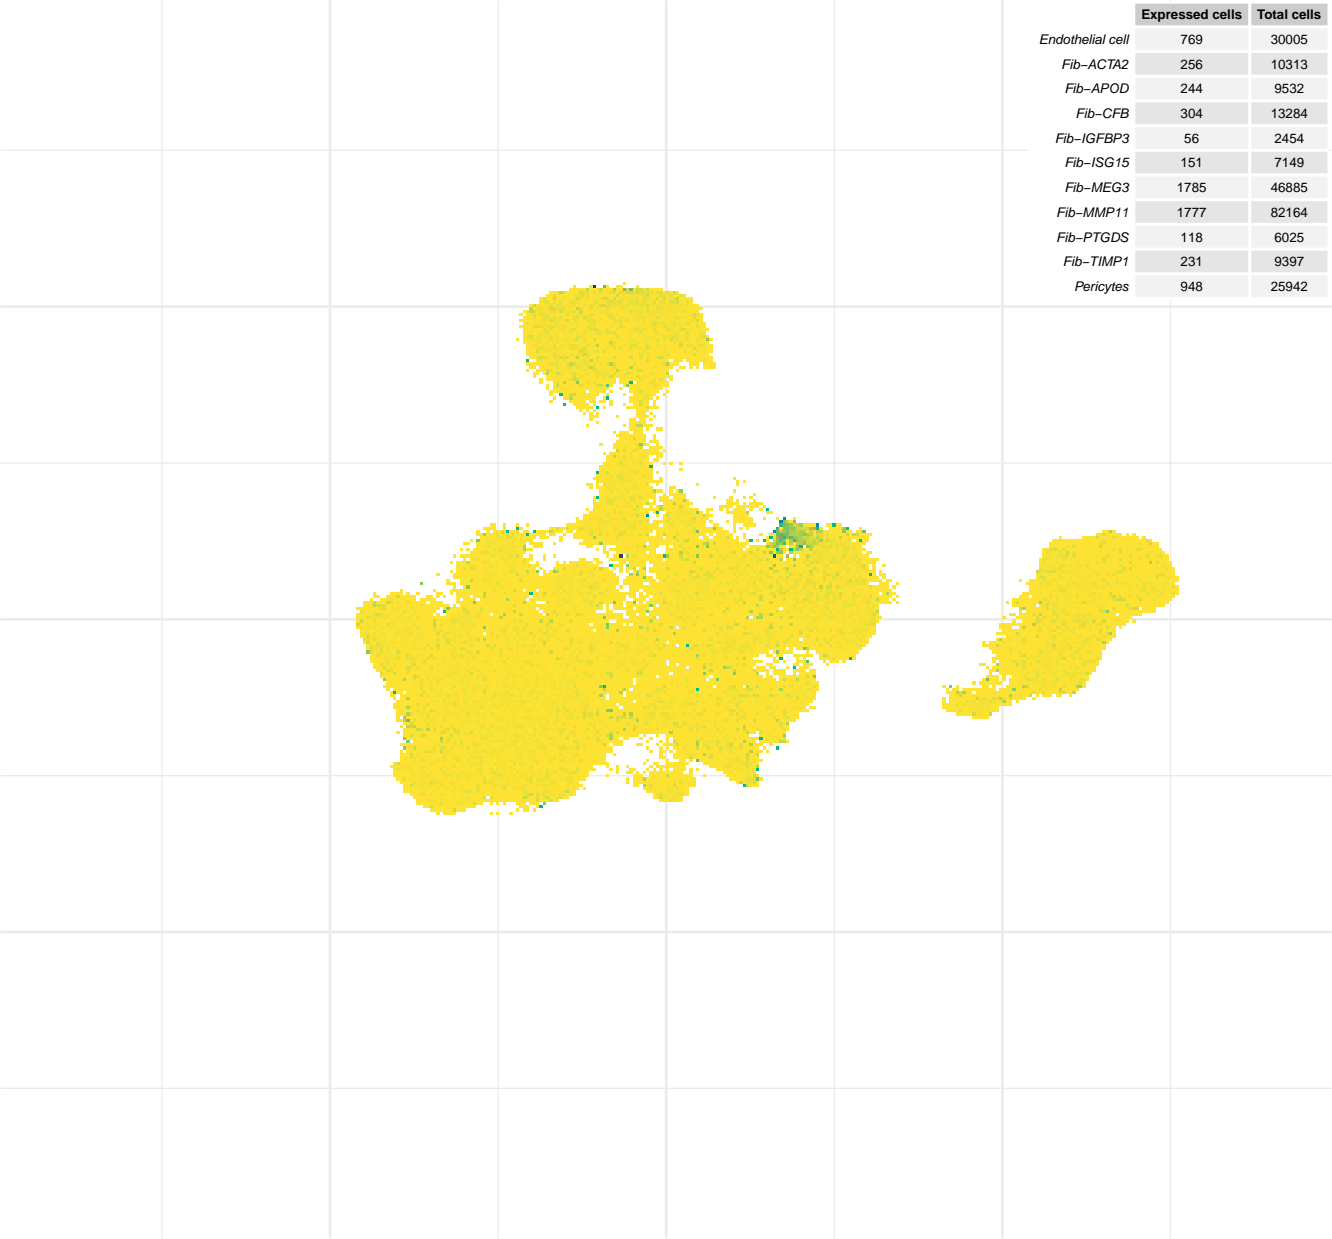 Expressed cells Total cells
Endothelial cell 769 30005
Fib−ACTA2 256 10313
Fib−APOD 244 9532
Fib−CFB 304 13284
Fib−IGFBP3 56 2454
Fib−ISG15 151 7149
Fib−MEG3 1785 46885
Fib−MMP11 1777 82164
Fib−PTGDS 118 6025
Fib−TIMP1 231 9397
Pericytes 948 25942